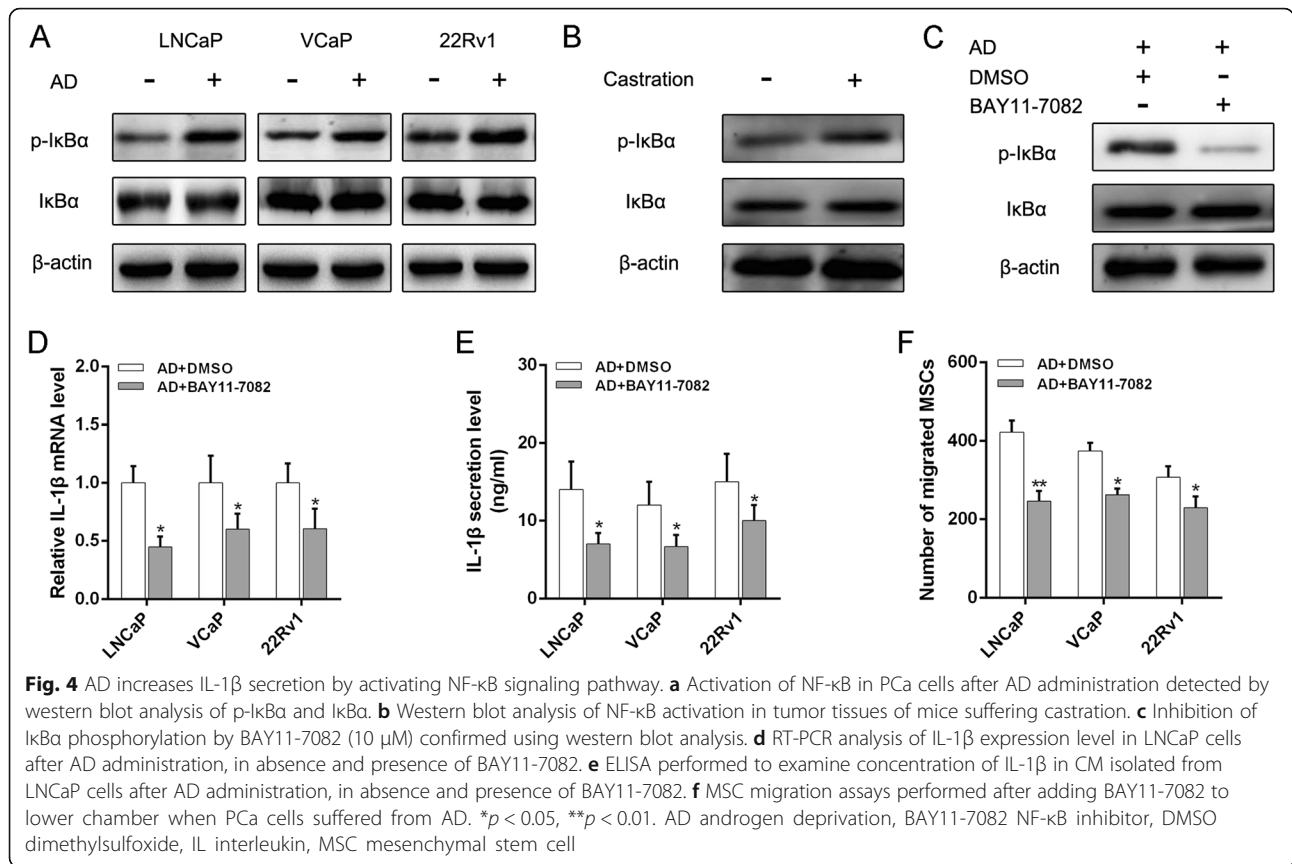 A
LNCaP VCaP 22Rv1
AD - + - + - +
p-IκBα
IκBα
β-actin
B
Castration - +
p-IκBα
IκBα
β-actin
C
AD + +
DMSO + -
BAY11-7082 - +
p-IκBα
IκBα
β-actin
D
AD+DMSO
AD+BAY11-7082
Relative IL-1β mRNA level
2.0
1.5
1.0
0.5
0.0
* * *
LNCaP VCaP 22Rv1
E
AD+DMSO
AD+BAY11-7082
IL-1β secretion level
(ng/ml)
30
20
10
0
* * *
LNCaP VCaP 22Rv1
F
AD+DMSO
AD+BAY11-7082
Number of migrated MSCs
600
400
200
0
** * *
LNCaP VCaP 22Rv1
Fig. 4 AD increases IL-1β secretion by activating NF-κB signaling pathway. a Activation of NF-κB in PCa cells after AD administration detected by
western blot analysis of p-IκBα and IκBα. b Western blot analysis of NF-κB activation in tumor tissues of mice suffering castration. c Inhibition of
IκBα phosphorylation by BAY11-7082 (10 μM) confirmed using western blot analysis. d RT-PCR analysis of IL-1β expression level in LNCaP cells
after AD administration, in absence and presence of BAY11-7082. e ELISA performed to examine concentration of IL-1β in CM isolated from
LNCaP cells after AD administration, in absence and presence of BAY11-7082. f MSC migration assays performed after adding BAY11-7082 to
lower chamber when PCa cells suffered from AD. *p < 0.05, **p < 0.01. AD androgen deprivation, BAY11-7082 NF-κB inhibitor, DMSO
dimethylsulfoxide, IL interleukin, MSC mesenchymal stem cell